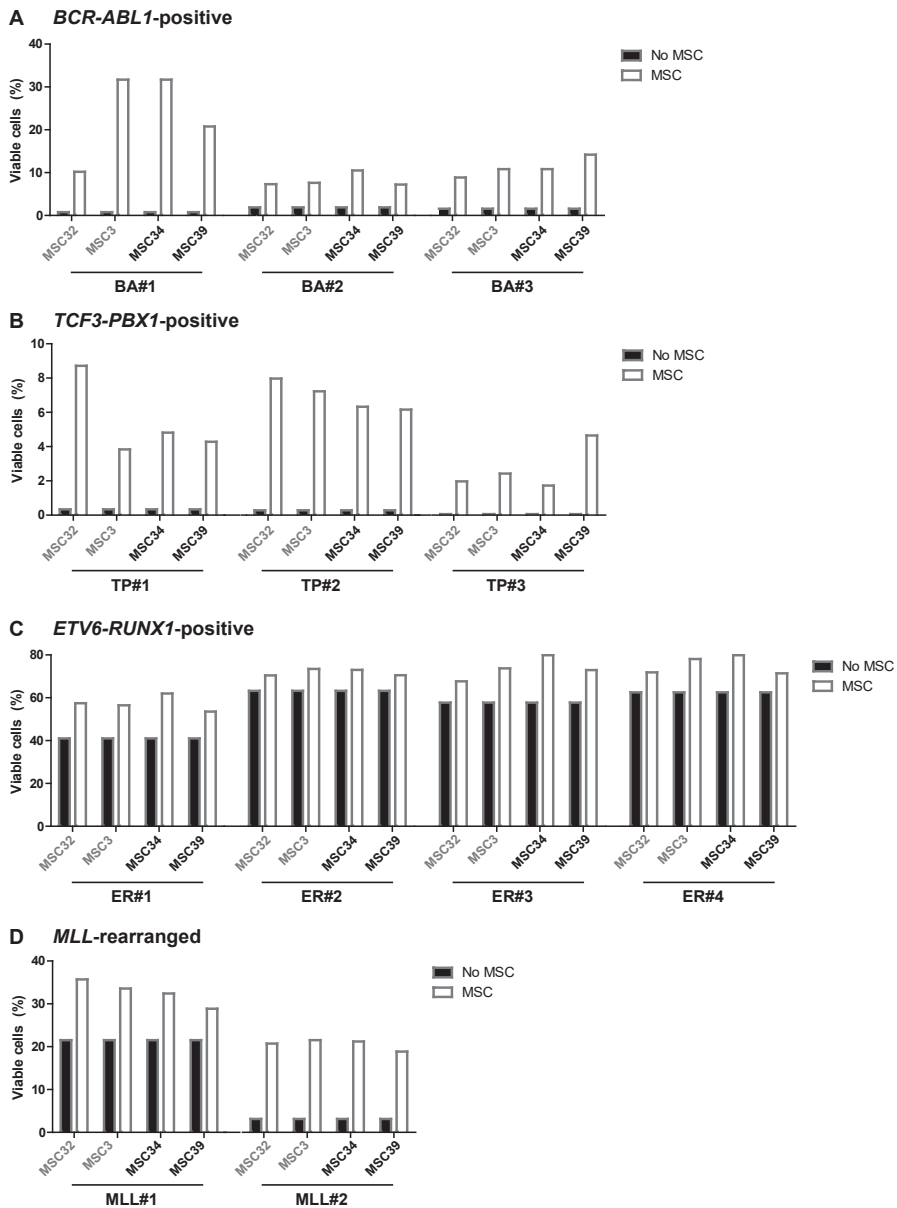 A BCR-ABL1-positive
Viable cells (%)
40
30
20
10
0
No MSC
MSC
MSC32 MSC3 MSC34 MSC39 MSC32 MSC3 MSC34 MSC39 MSC32 MSC3 MSC34 MSC39
BA#1 BA#2 BA#3
B TCF3-PBX1-positive
Viable cells (%)
10
8
6
4
2
0
No MSC
MSC
MSC32 MSC3 MSC34 MSC39 MSC32 MSC3 MSC34 MSC39 MSC32 MSC3 MSC34 MSC39
TP#1 TP#2 TP#3
C ETV6-RUNX1-positive
Viable cells (%)
80
60
40
20
0
No MSC
MSC
MSC32 MSC3 MSC34 MSC39 MSC32 MSC3 MSC34 MSC39 MSC32 MSC3 MSC34 MSC39 MSC32 MSC3 MSC34 MSC39
ER#1 ER#2 ER#3 ER#4
D MLL-rearranged
Viable cells (%)
40
30
20
10
0
No MSC
MSC
MSC32 MSC3 MSC34 MSC39 MSC32 MSC3 MSC34 MSC39
MLL#1 MLL#2